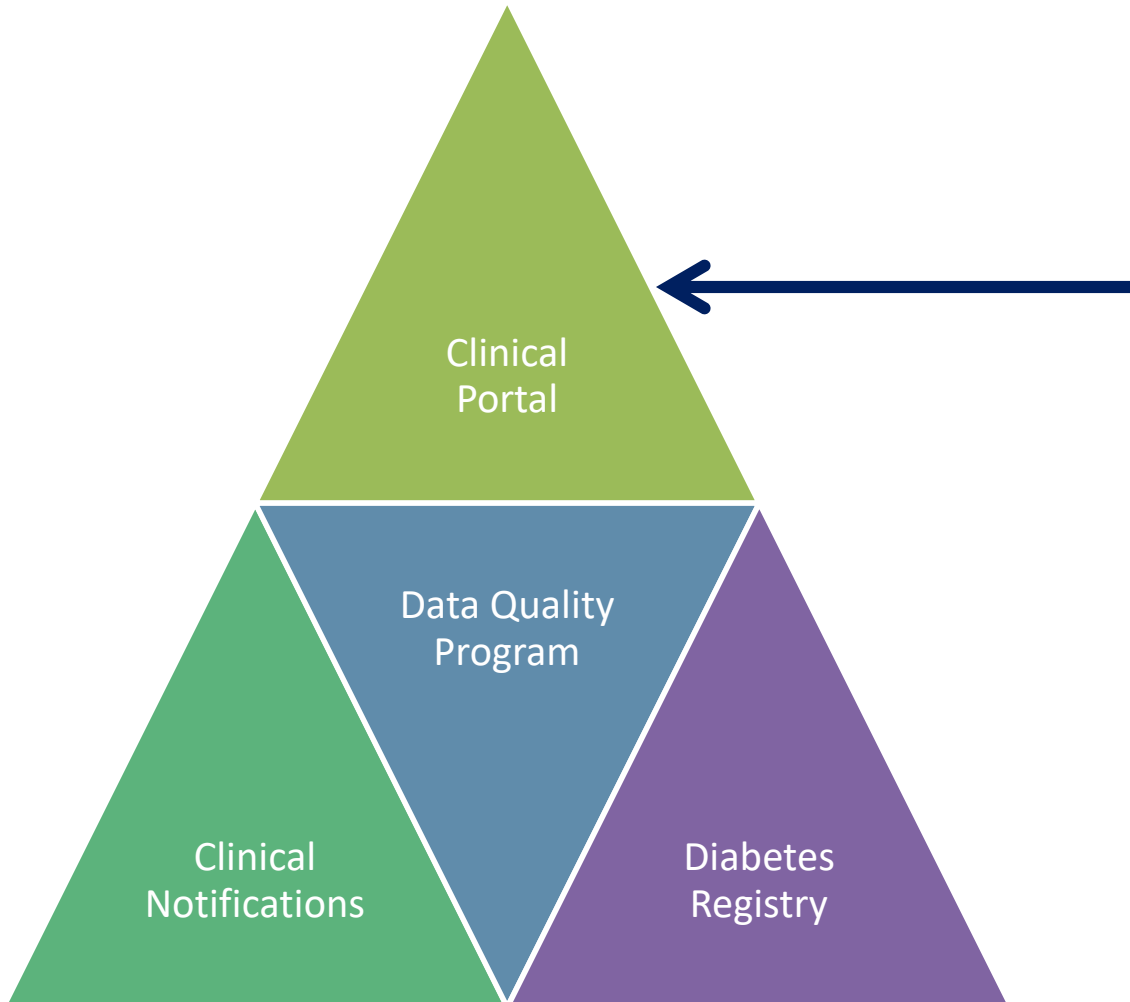 Clinical
Portal
Data Quality
Program
Clinical
Notifications
Diabetes
Registry